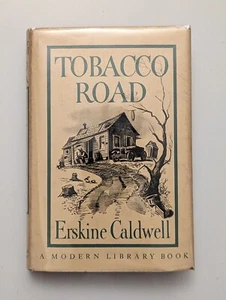 TOBACCO
ROAD
Erskine Caldwell
A MODERN LIBRARY BOOK